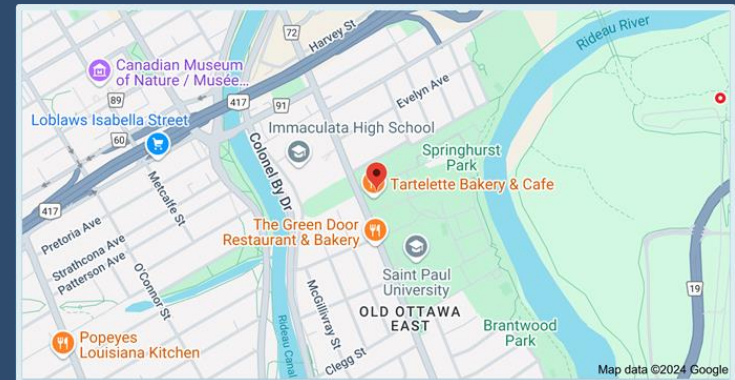 72
Harvey St
Rideau River
Canadian Museum
of Nature / Musée...
89
417
91
Evelyn Ave
Loblaws Isabella Street
60
Immaculata High School
Colonel By Dr
Springhurst
Park
Metcalfe St
Tartelette Bakery & Cafe
417
Pretoria Ave
The Green Door
Restaurant & Bakery
Strathcona Ave
Patterson Ave
O'Connor St
Saint Paul
University
19
McGillivray St
OLD OTTAWA
EAST
Rideau Canal
Brantwood
Park
Popeyes
Louisiana Kitchen
Clegg St
Map data ©2024 Google